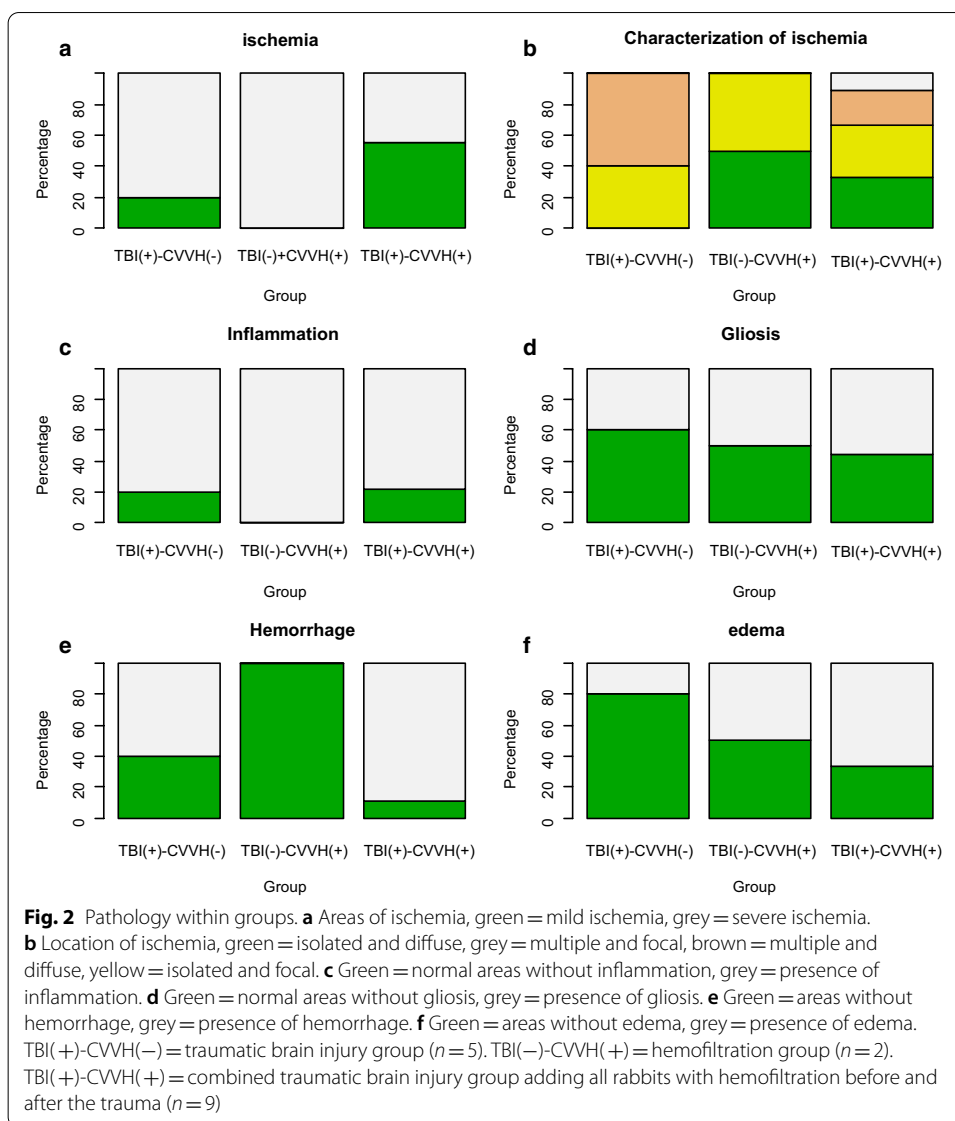 a
ischemia
Percentage
0 20 40 60 80
TBI(+)-CVVH(-) TBI(-)+CVVH(+) TBI(+)-CVVH(+)
Group
b
Characterization of ischemia
Percentage
0 20 40 60 80
TBI(+)-CVVH(-) TBI(-)-CVVH(+) TBI(+)-CVVH(+)
Group
c
Inflammation
Percentage
0 20 40 60 80
TBI(+)-CVVH(-) TBI(-)-CVVH(+) TBI(+)-CVVH(+)
Group
d
Gliosis
Percentage
0 20 40 60 80
TBI(+)-CVVH(-) TBI(-)-CVVH(+) TBI(+)-CVVH(+)
Group
e
Hemorrhage
Percentage
0 20 40 60 80
TBI(+)-CVVH(-) TBI(-)-CVVH(+) TBI(+)-CVVH(+)
Group
f
edema
Percentage
0 20 40 60 80
TBI(+)-CVVH(-) TBI(-)-CVVH(+) TBI(+)-CVVH(+)
Group
Fig. 2 Pathology within groups. a Areas of ischemia, green = mild ischemia, grey = severe ischemia.
b Location of ischemia, green = isolated and diffuse, grey = multiple and focal, brown = multiple and
diffuse, yellow = isolated and focal. c Green = normal areas without inflammation, grey = presence of
inflammation. d Green = normal areas without gliosis, grey = presence of gliosis. e Green = areas without
hemorrhage, grey = presence of hemorrhage. f Green = areas without edema, grey = presence of edema.
TBI(+)-CVVH(−) = traumatic brain injury group (n = 5). TBI(−)-CVVH(+) = hemofiltration group (n = 2).
TBI(+)-CVVH(+) = combined traumatic brain injury group adding all rabbits with hemofiltration before and
after the trauma (n = 9)